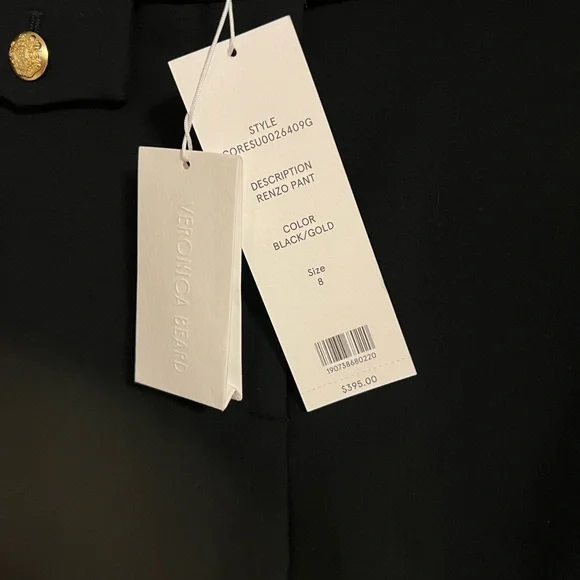 STYLE
CORESU0026409G
DESCRIPTION
RENZO PANT
COLOR
BLACK/GOLD
Size
8
190738680220
$395.00
VERONICA BEARD